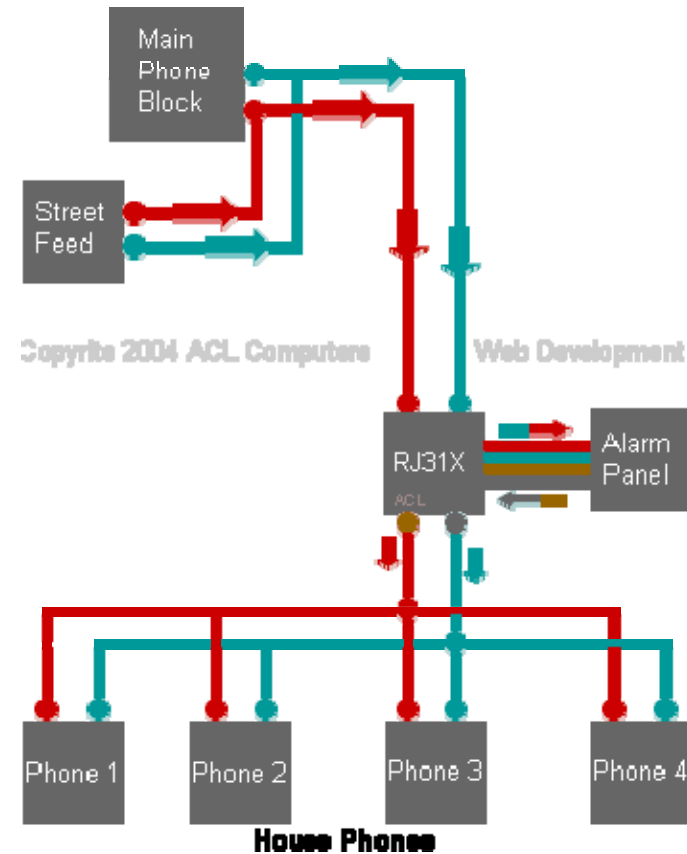 Main
Phone
Block
Street
Feed
Copyrite 2004 ACL Computers Web Development
RJ31X
ACL
Alarm
Panel
Phone 1 Phone 2 Phone 3 Phone 4
House Phones